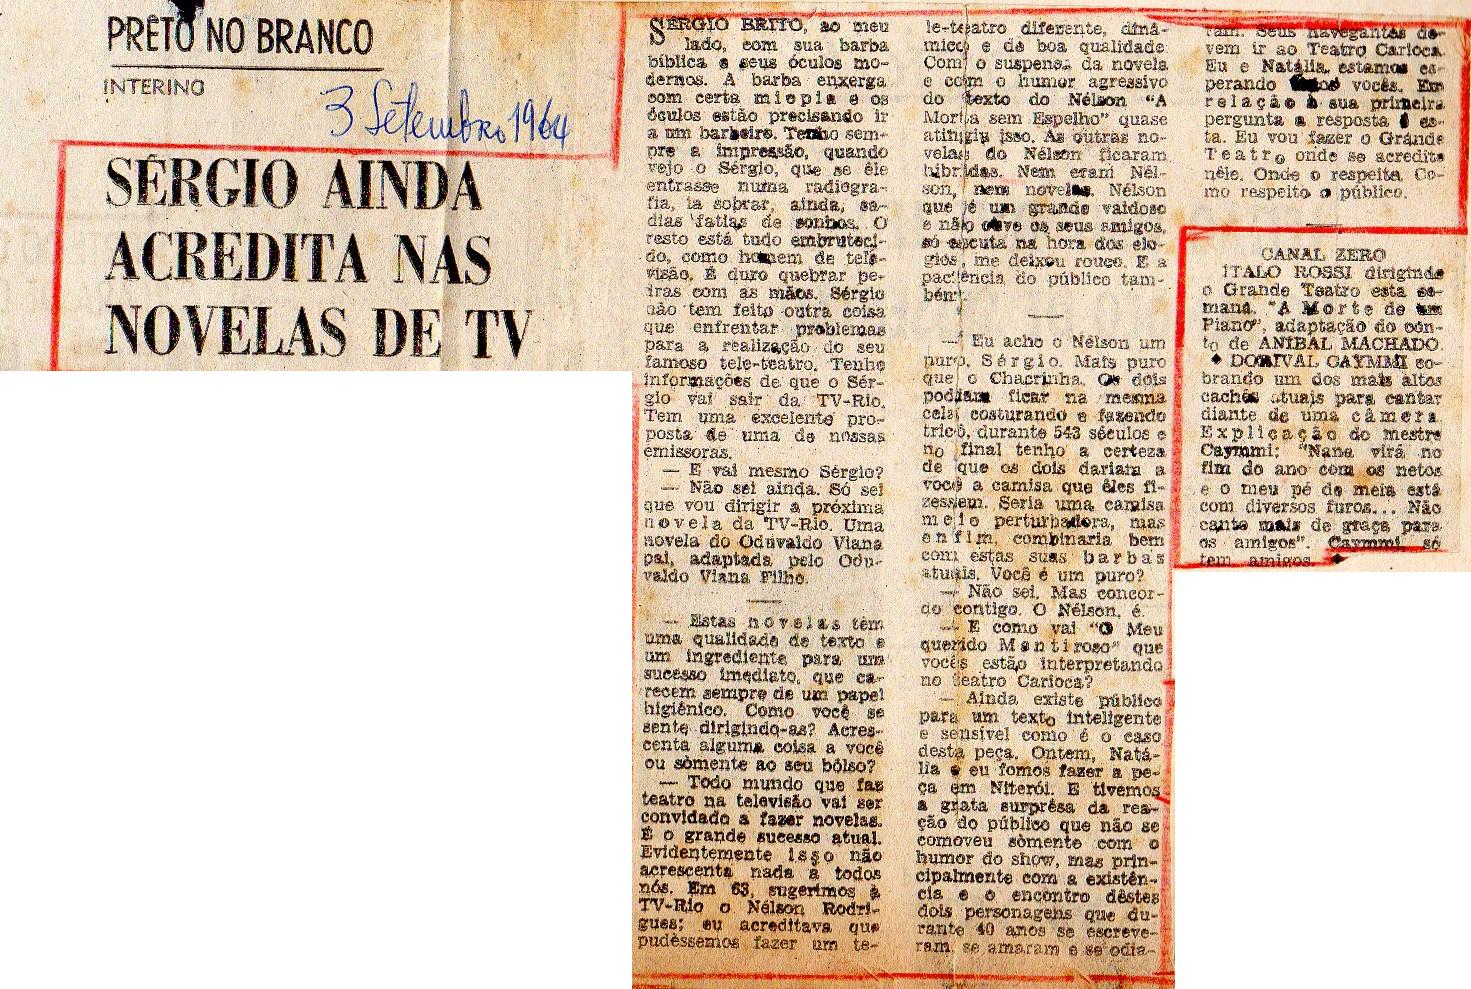 PRÊTO NO BRANCO
INTERINO
3 Setembro 1964
SÉRGIO AINDA
ACREDITA NAS
NOVELAS DE TV
SÉRGIO BRITO, ao meu
lado, com sua barba
bíblica e seus óculos mo-
dernos. A barba enxerga
com certa miopia e os
óculos estão precisando ir
a um barbeiro. Tenho sem-
pre a impressão, quando
vejo o Sérgio, que se êle
entrasse numa radiogra-
fia, ia sobrar, ainda, sa-
dias fatias de sonhos. O
resto está tudo embruteci-
do, como homem de tele-
visão. É duro quebrar pe-
dras com as mãos. Sérgio
não tem feito outra coisa
que enfrentar problemas
para a realização do seu
famoso tele-teatro. Tenho
informações de que o Sér-
gio vai sair da TV-Rio.
Tem uma excelente pro-
posta de uma de nossas
emissoras.
— E vai mesmo Sérgio?
— Não sei ainda. Só sei
que vou dirigir a próxima
novela da TV-Rio. Uma
novela do Oduvaldo Viana
pai, adaptada pelo Odu-
valdo Viana Filho.
— Estas novelas têm
uma qualidade de texto e
um ingrediente para um
sucesso imediato, que ca-
recem sempre de um papel
higiênico. Como você se
sente dirigindo-as? Acres-
centa alguma coisa a você
ou sòmente ao seu bôlso?
— Todo mundo que faz
teatro na televisão vai ser
convidado a fazer novelas.
É o grande sucesso atual.
Evidentemente isso não
acrescenta nada a todos
nós. Em 63, sugerimos à
TV-Rio o Nélson Rodri-
gues; eu acreditava que
pudéssemos fazer um te-
le-teatro diferente, dinâ-
mico e de boa qualidade
Com o suspense da novela
e com o humor agressivo
do texto do Nélson "A
Morta sem Espelho" quase
atingiu isso. As outras no-
velas do Nélson ficaram
híbridas. Nem eram Nél-
son, nem novelas. Nélson
que é um grande vaidoso
e não ouve os seus amigos,
só escuta na hora dos elo-
gios, me deixou rouco. E a
paciência do público tam-
bém.
— Eu acho o Nélson um
puro, Sérgio. Mais puro
que o Chacrinha. Os dois
podiam ficar na mesma
cela costurando e fazendo
tricô, durante 543 séculos e
no final tenho a certeza
de que os dois dariam a
você a camisa que êles fi-
zessem. Seria uma camisa
meio perturbadora, mas
enfim, combinaria bem
com estas suas barbas
atuais. Você é um puro?
— Não sei. Mas concor-
do contigo. O Nélson, é.
— E como vai "O Meu
querido Mentiroso" que
vocês estão interpretando
no teatro Carioca?
— Ainda existe público
para um texto inteligente
e sensível como é o caso
desta peça. Ontem, Natá-
lia e eu fomos fazer a pe-
ça em Niterói. E tivemos
a grata surprêsa da rea-
ção do público que não se
comoveu sòmente com o
humor do show, mas prin-
cipalmente com a existên-
cia e o encontro dêstes
dois personagens que du-
rante 40 anos se escreve-
ram, se amaram e se odia-
ram. Seus navegantes de-
vem ir ao Teatro Carioca.
Eu e Natália, estamos es-
perando vocês. Em
relação à sua primeira
pergunta a resposta é es-
ta. Eu vou fazer o Grande
Teatro onde se acredite
nêle. Onde o respeita. Co-
mo respeito o público.
CANAL ZERO
ÍTALO ROSSI dirigindo
o Grande Teatro esta se-
mana. "A Morte de um
Piano", adaptação do con-
to de ANÍBAL MACHADO.
♦ DORIVAL CAYMMI co-
brando um dos mais altos
cachês atuais para cantar
diante de uma câmera
Explicação do mestre
Caymmi: "Nana virá no
fim do ano com os netos
e o meu pé de meia está
com diversos furos... Não
canto mais de graça para
os amigos". Caymmi só
tem amigos. ♦